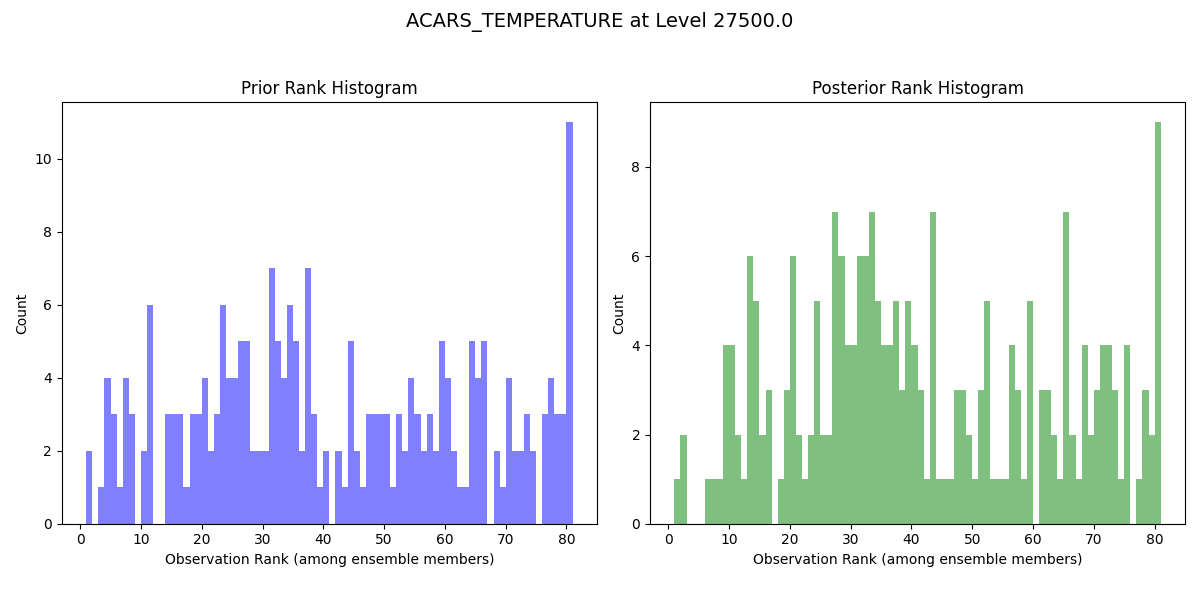 ACARS_TEMPERATURE at Level 27500.0
Prior Rank Histogram
Count
10
8
6
4
2
0
0 10 20 30 40 50 60 70 80
Observation Rank (among ensemble members)
Posterior Rank Histogram
Count
8
6
4
2
0
0 10 20 30 40 50 60 70 80
Observation Rank (among ensemble members)